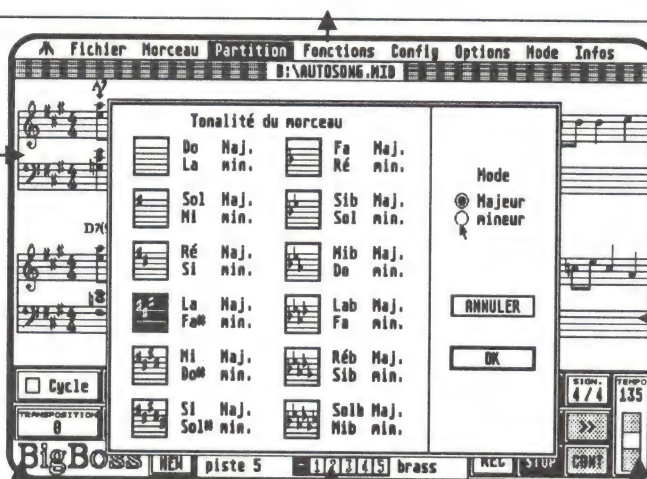 Fichier Morceau Partition Fonctions Config Options Mode Infos
B:\AUTOSONG.MID
Tonalité du morceau
Do Maj.
La min.
Fa Maj.
Ré min.
Sol Maj.
Mi min.
Sib Maj.
Sol min.
Ré Maj.
Si min.
Mib Maj.
Do min.
La Maj.
Fa# min.
Lab Maj.
Fa min.
Mi Maj.
Do# min.
Réb Maj.
Sib min.
Si Maj.
Sol# min.
Solb Maj.
Mib min.
Mode
Majeur
mineur
ANNULER
OK
Cycle
TRANSPOSITION
0
SIGN.
4/4
TEMPO
135
>>
BigBoss NEW piste 5 - 1 2 3 4 5 brass REC STOP CONT